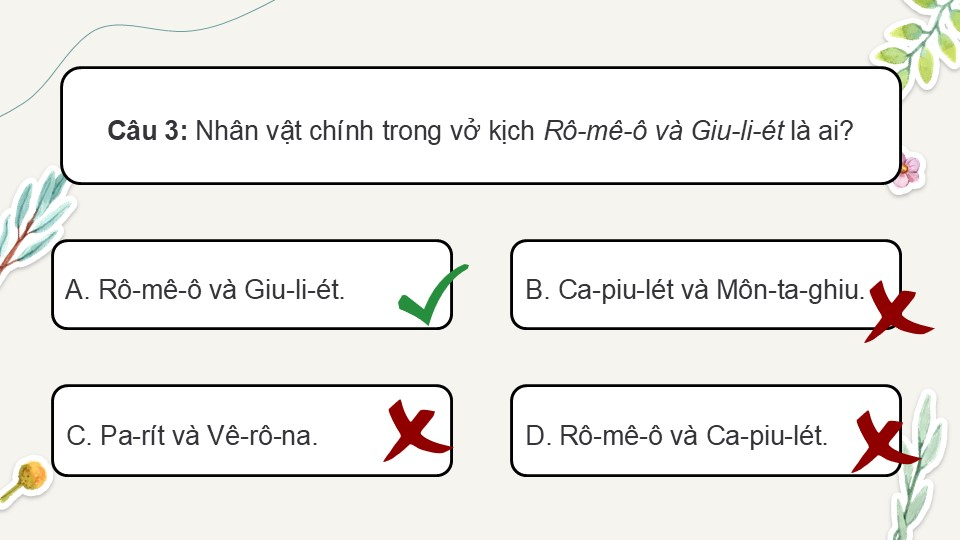 Câu 3: Nhân vật chính trong vở kịch Rô-mê-ô và Giu-li-ét là ai?
A. Rô-mê-ô và Giu-li-ét.
B. Ca-piu-lét và Môn-ta-ghiu.
C. Pa-rít và Vê-rô-na.
D. Rô-mê-ô và Ca-piu-lét.